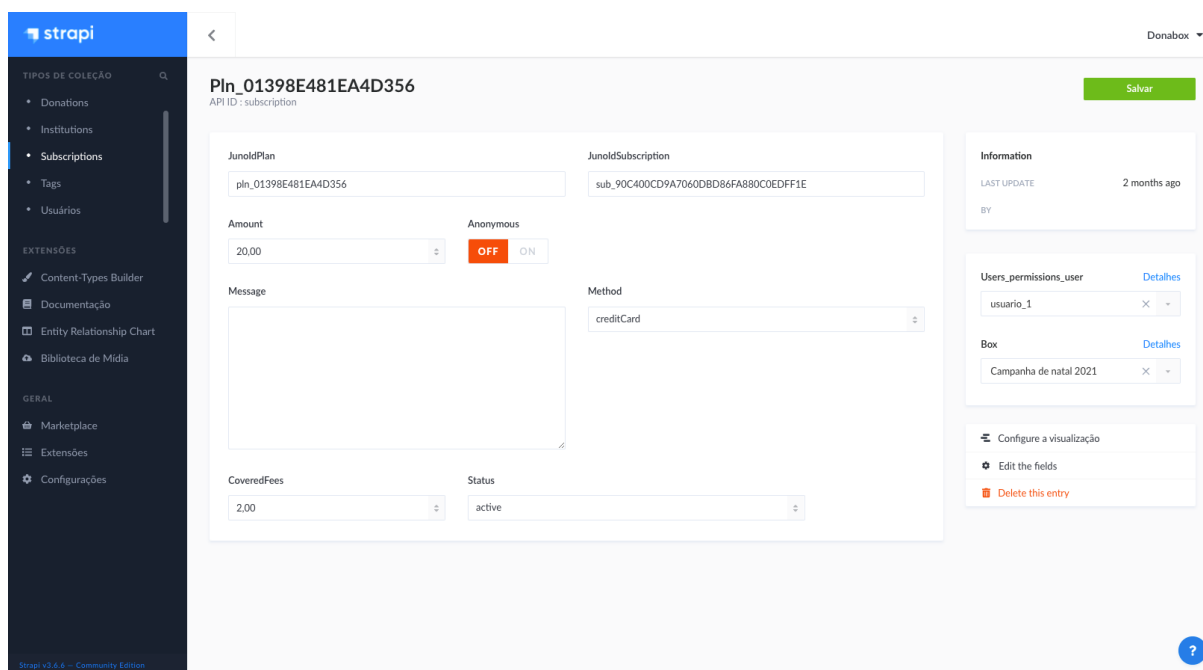 strapi
Donabox
TIPOS DE COLEÇÃO
Donations
Institutions
Subscriptions
Tags
Usuários
EXTENSÕES
Content-Types Builder
Documentação
Entity Relationship Chart
Biblioteca de Mídia
GERAL
Marketplace
Extensões
Configurações
Strapi v3.6.6 — Community Edition
Pln_01398E481EA4D356
API ID : subscription
Salvar
JunoIdPlan
pln_01398E481EA4D356
JunoIdSubscription
sub_90C400CD9A7060DBD86FA880C0EDFF1E
Amount
20,00
Anonymous
OFF ON
Message
Method
creditCard
CoveredFees
2,00
Status
active
Information
LAST UPDATE 2 months ago
BY
Users_permissions_user Detalhes
usuario_1
Box Detalhes
Campanha de natal 2021
Configure a visualização
Edit the fields
Delete this entry
?